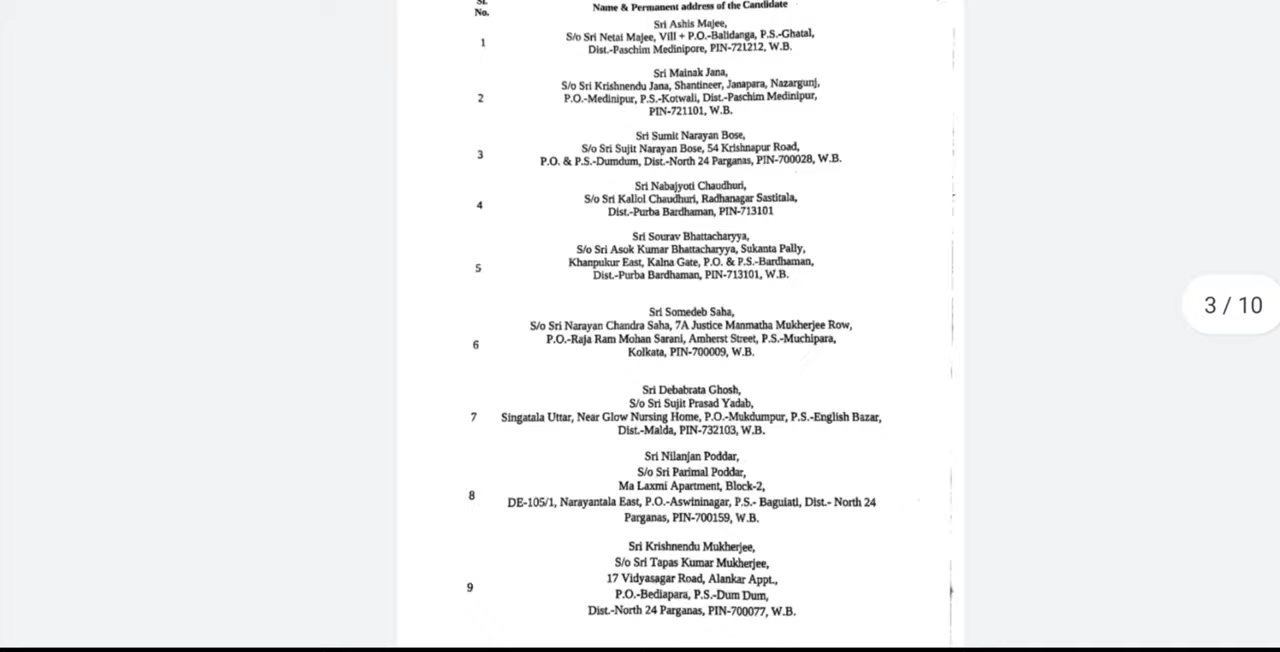 Sl.
No.
Name & Permanent address of the Candidate
1
Sri Ashis Majee,
S/o Sri Netai Majee, Vill + P.O.-Balidanga, P.S.-Ghatal,
Dist.-Paschim Medinipore, PIN-721212, W.B.
2
Sri Mainak Jana,
S/o Sri Krishnendu Jana, Shantineer, Janapara, Nazargunj,
P.O.-Medinipur, P.S.-Kotwali, Dist.-Paschim Medinipur,
PIN-721101, W.B.
3
Sri Sumit Narayan Bose,
S/o Sri Sujit Narayan Bose, 54 Krishnapur Road,
P.O. & P.S.-Dumdum, Dist.-North 24 Parganas, PIN-700028, W.B.
4
Sri Nabajyoti Chaudhuri,
S/o Sri Kallol Chaudhuri, Radhanagar Sastitala,
Dist.-Purba Bardhaman, PIN-713101
5
Sri Sourav Bhattacharyya,
S/o Sri Asok Kumar Bhattacharyya, Sukanta Pally,
Khanpukur East, Kalna Gate, P.O. & P.S.-Bardhaman,
Dist.-Purba Bardhaman, PIN-713101, W.B.
6
Sri Somedeb Saha,
S/o Sri Narayan Chandra Saha, 7A Justice Manmatha Mukherjee Row,
P.O.-Raja Ram Mohan Sarani, Amherst Street, P.S.-Muchipara,
Kolkata, PIN-700009, W.B.
7
Sri Debabrata Ghosh,
S/o Sri Sujit Prasad Yadab,
Singatala Uttar, Near Glow Nursing Home, P.O.-Mukdumpur, P.S.-English Bazar,
Dist.-Malda, PIN-732103, W.B.
8
Sri Nilanjan Poddar,
S/o Sri Parimal Poddar,
Ma Laxmi Apartment, Block-2,
DE-105/1, Narayantala East, P.O.-Aswininagar, P.S.- Baguiati, Dist.- North 24
Parganas, PIN-700159, W.B.
9
Sri Krishnendu Mukherjee,
S/o Sri Tapas Kumar Mukherjee,
17 Vidyasagar Road, Alankar Appt.,
P.O.-Bediapara, P.S.-Dum Dum,
Dist.-North 24 Parganas, PIN-700077, W.B.
3 / 10